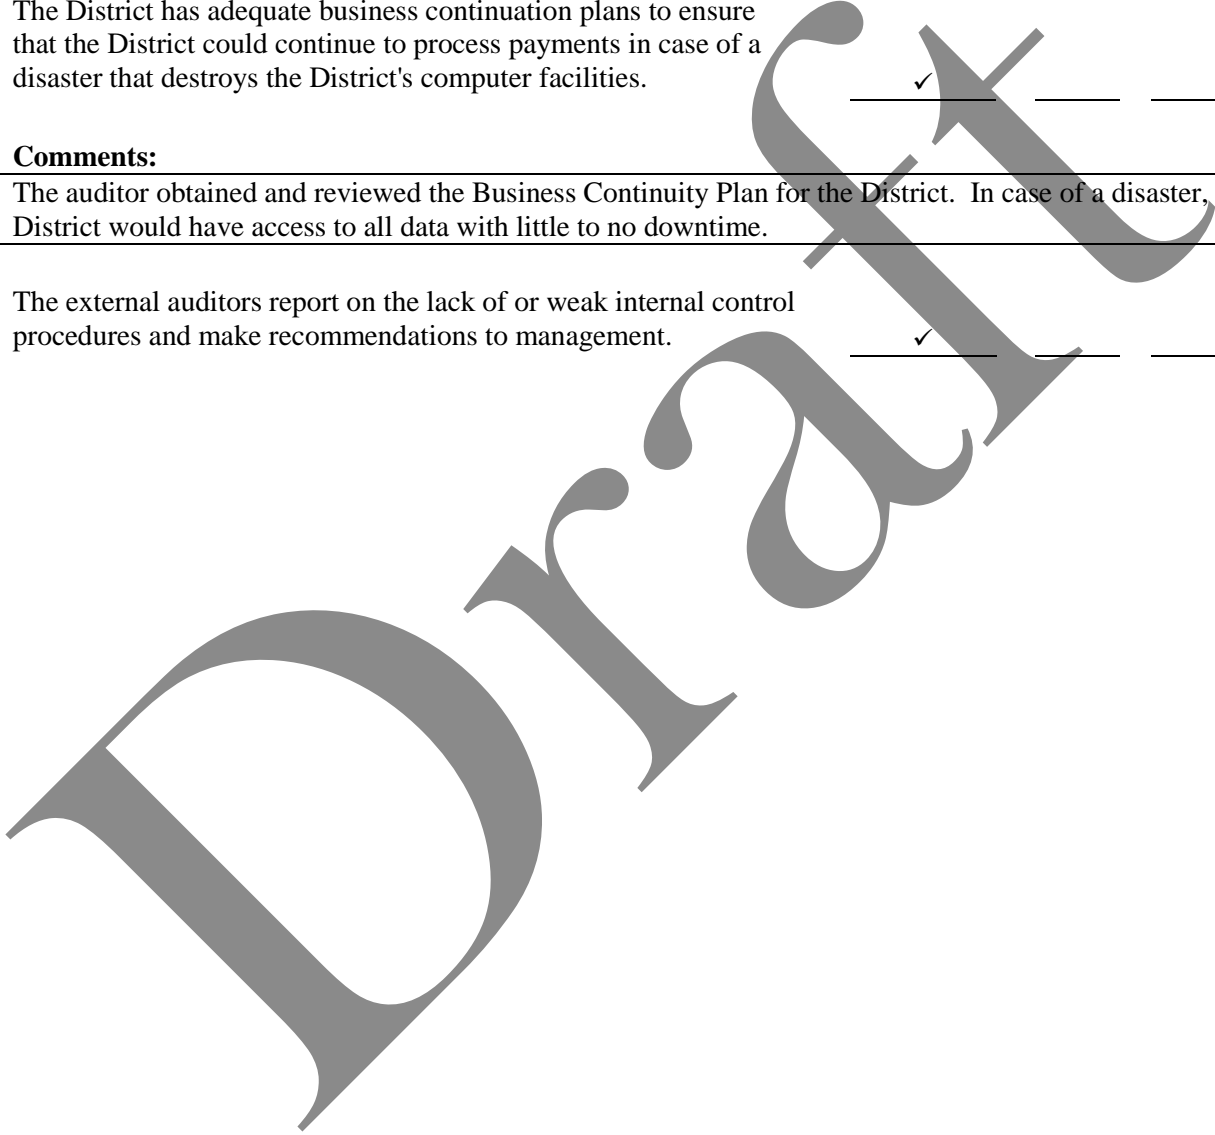 The District has adequate business continuation plans to ensure
that the District could continue to process payments in case of a
disaster that destroys the District's computer facilities. ✓
Comments:
The auditor obtained and reviewed the Business Continuity Plan for the District.  In case of a disaster,
District would have access to all data with little to no downtime.
The external auditors report on the lack of or weak internal control
procedures and make recommendations to management. ✓
Draft